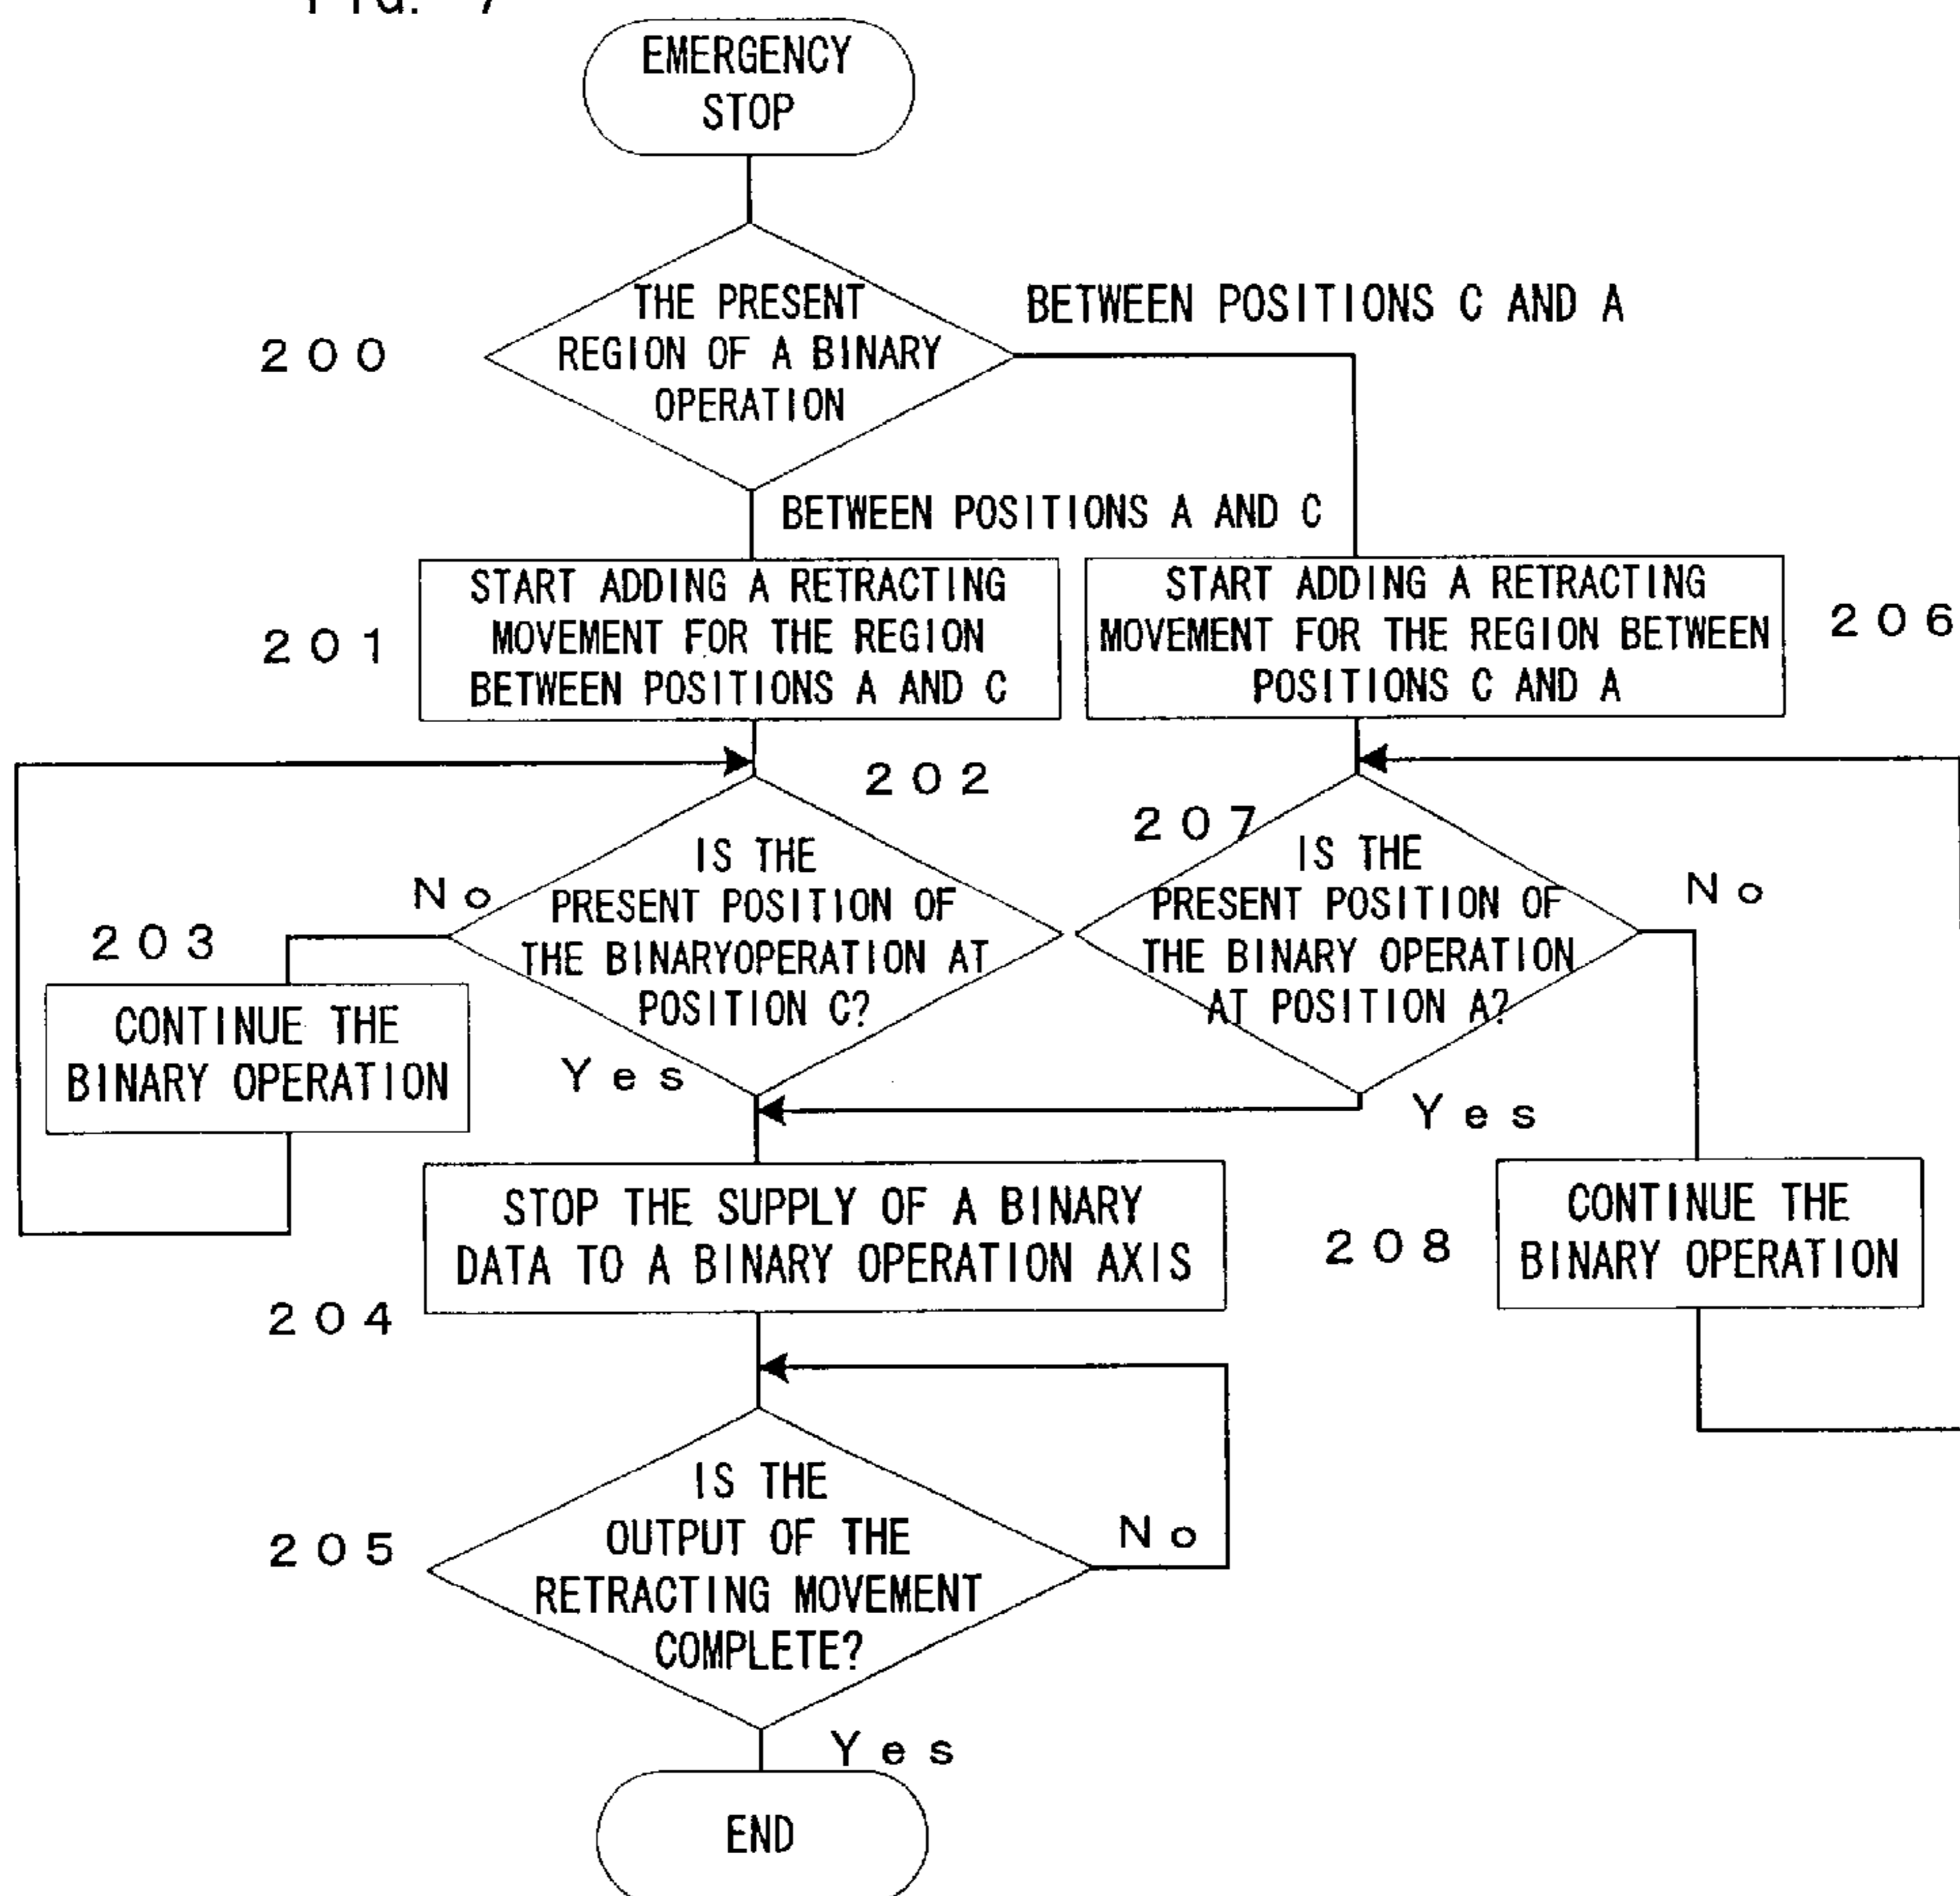 FIG. 7
EMERGENCY
STOP
THE PRESENT
REGION OF A BINARY
OPERATION
200
BETWEEN POSITIONS C AND A
BETWEEN POSITIONS A AND C
START ADDING A RETRACTING
MOVEMENT FOR THE REGION
BETWEEN POSITIONS A AND C
201
START ADDING A RETRACTING
MOVEMENT FOR THE REGION BETWEEN
POSITIONS C AND A
206
202
IS THE
PRESENT POSITION OF
THE BINARYOPERATION AT
POSITION C?
No
Yes
207
IS THE
PRESENT POSITION OF
THE BINARY OPERATION
AT POSITION A?
No
Yes
203
CONTINUE THE
BINARY OPERATION
STOP THE SUPPLY OF A BINARY
DATA TO A BINARY OPERATION AXIS
204
208
CONTINUE THE
BINARY OPERATION
205
IS THE
OUTPUT OF THE
RETRACTING MOVEMENT
COMPLETE?
No
Yes
END